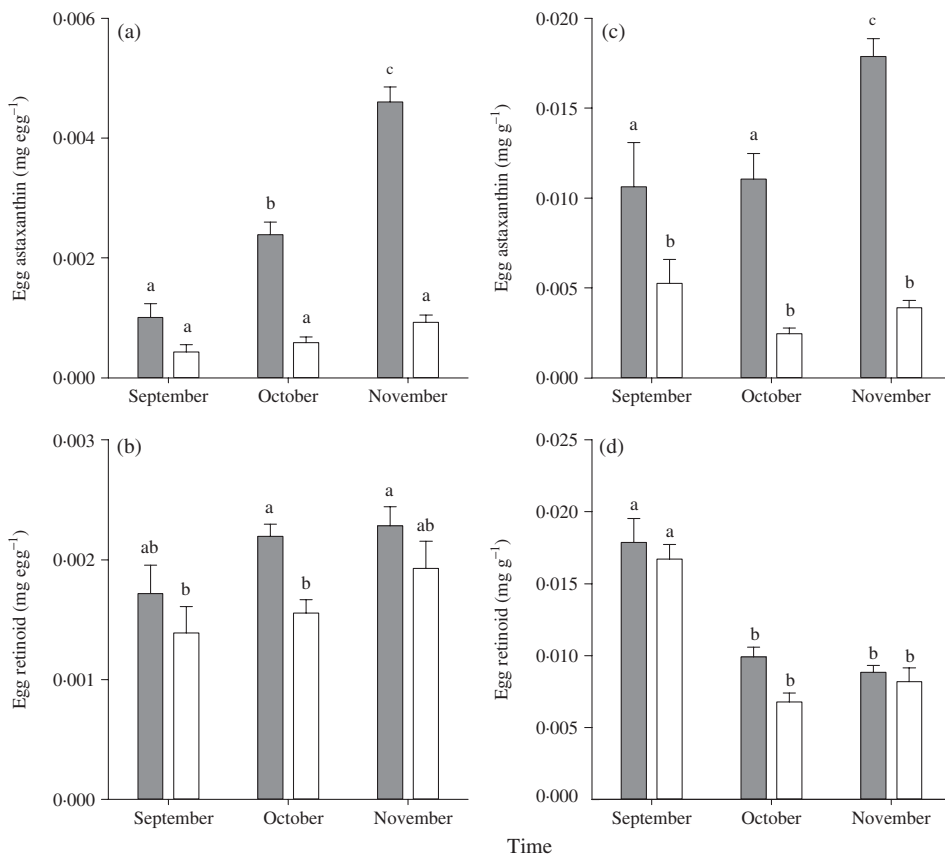 (a)
Egg astaxanthin (mg egg⁻¹)
0·006
0·004
0·002
0·000
a
a
b
a
c
a
September October November
(c)
Egg astaxanthin (mg g⁻¹)
0·020
0·015
0·010
0·005
0·000
a
b
a
b
c
b
September October November
(b)
Egg retinoid (mg egg⁻¹)
0·003
0·002
0·001
0·000
ab
b
a
b
a
ab
September October November
(d)
Egg retinoid (mg g⁻¹)
0·025
0·020
0·015
0·010
0·005
0·000
a
a
b
b
b
b
September October November
Time